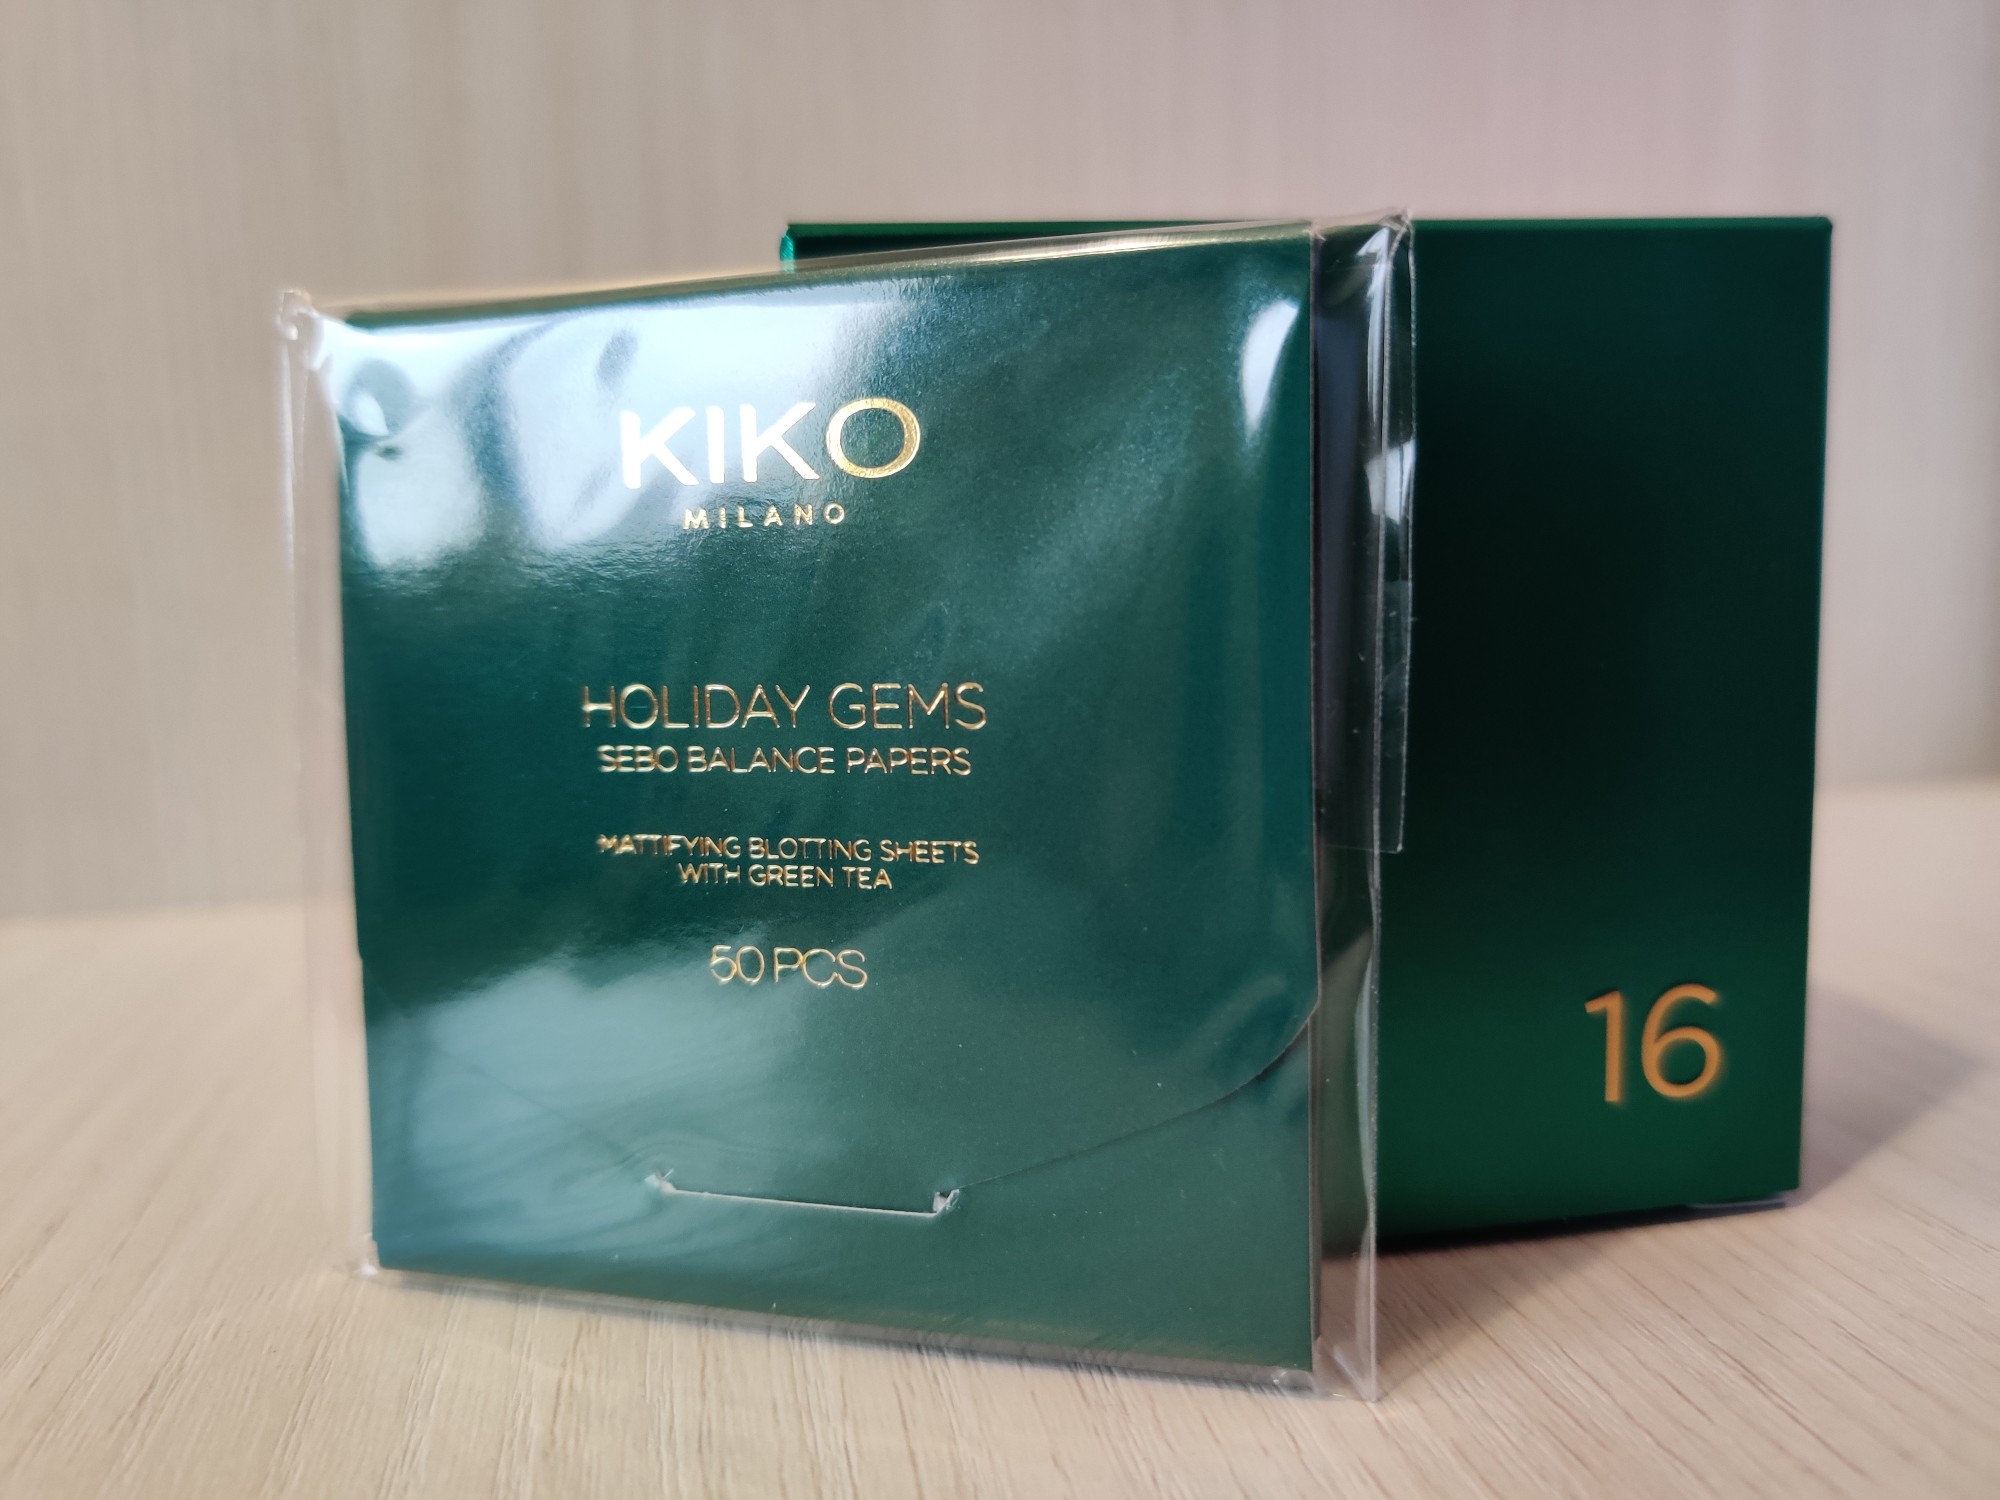 KIKO
MILANO
HOLIDAY GEMS
SEBO BALANCE PAPERS
MATTIFYING BLOTTING SHEETS
WITH GREEN TEA
50 PCS
16